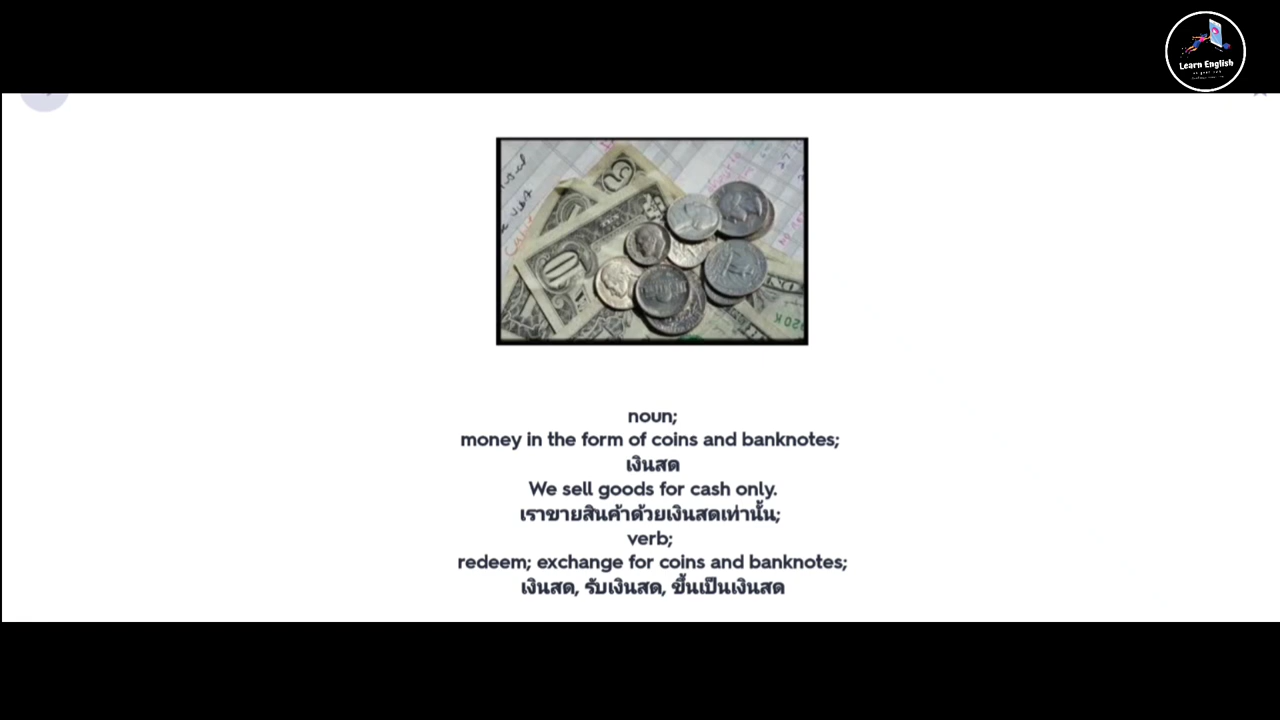 Learn English
noun;
money in the form of coins and banknotes;
เงินสด
We sell goods for cash only.
เราขายสินค้าด้วยเงินสดเท่านั้น;
verb;
redeem; exchange for coins and banknotes;
เงินสด, รับเงินสด, ขึ้นเป็นเงินสด